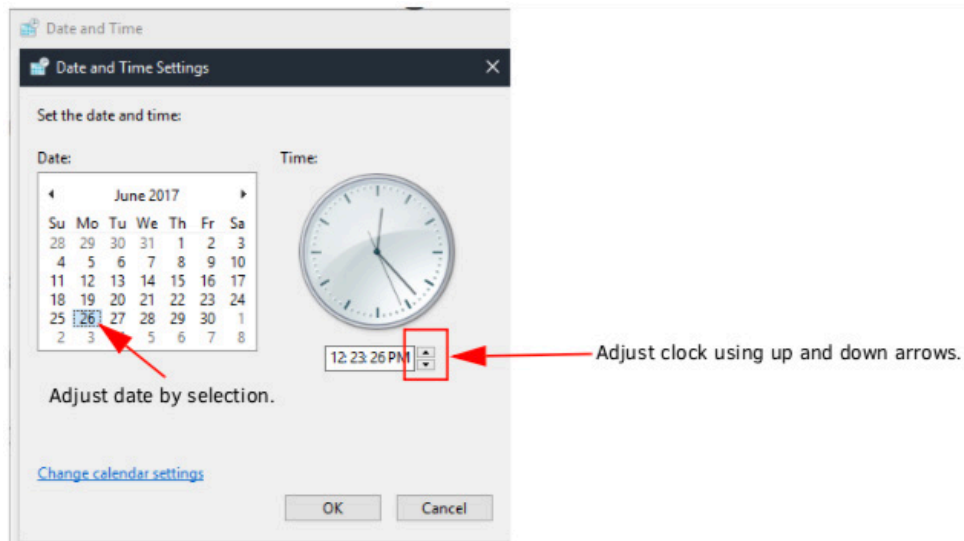 Date and Time
Date and Time Settings
Set the date and time:
Date:
Time:
June 2017
Su Mo Tu We Th Fr Sa
28 29 30 31 1 2 3
4 5 6 7 8 9 10
11 12 13 14 15 16 17
18 19 20 21 22 23 24
25 26 27 28 29 30 1
2 3 5 6 7 8
12:23:26 PM
Adjust clock using up and down arrows.
Adjust date by selection.
Change calendar settings
OK Cancel